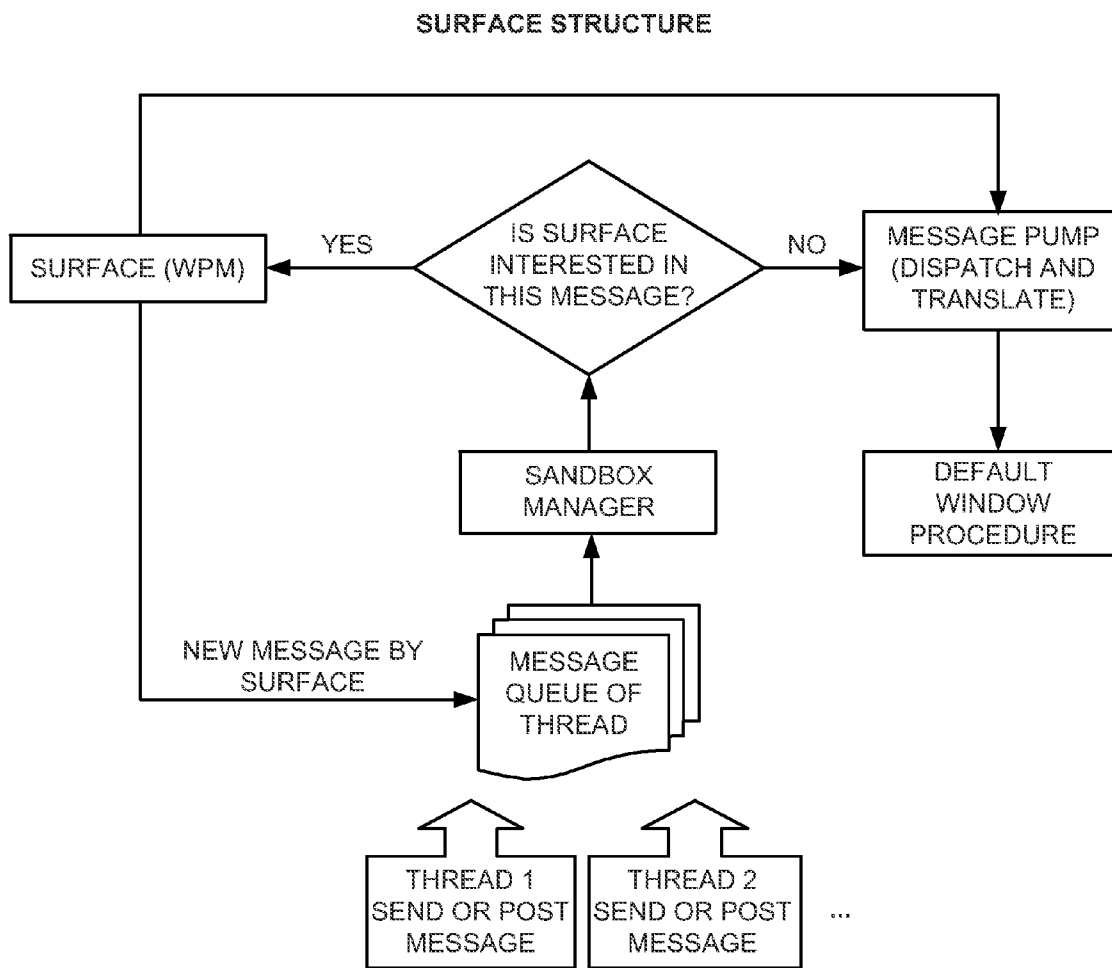 SURFACE STRUCTURE
IS SURFACE
INTERESTED IN
THIS MESSAGE?
YES
NO
SURFACE (WPM)
MESSAGE PUMP
(DISPATCH AND
TRANSLATE)
SANDBOX
MANAGER
DEFAULT
WINDOW
PROCEDURE
NEW MESSAGE BY
SURFACE
MESSAGE
QUEUE OF
THREAD
THREAD 1
SEND OR POST
MESSAGE
THREAD 2
SEND OR POST
MESSAGE
...